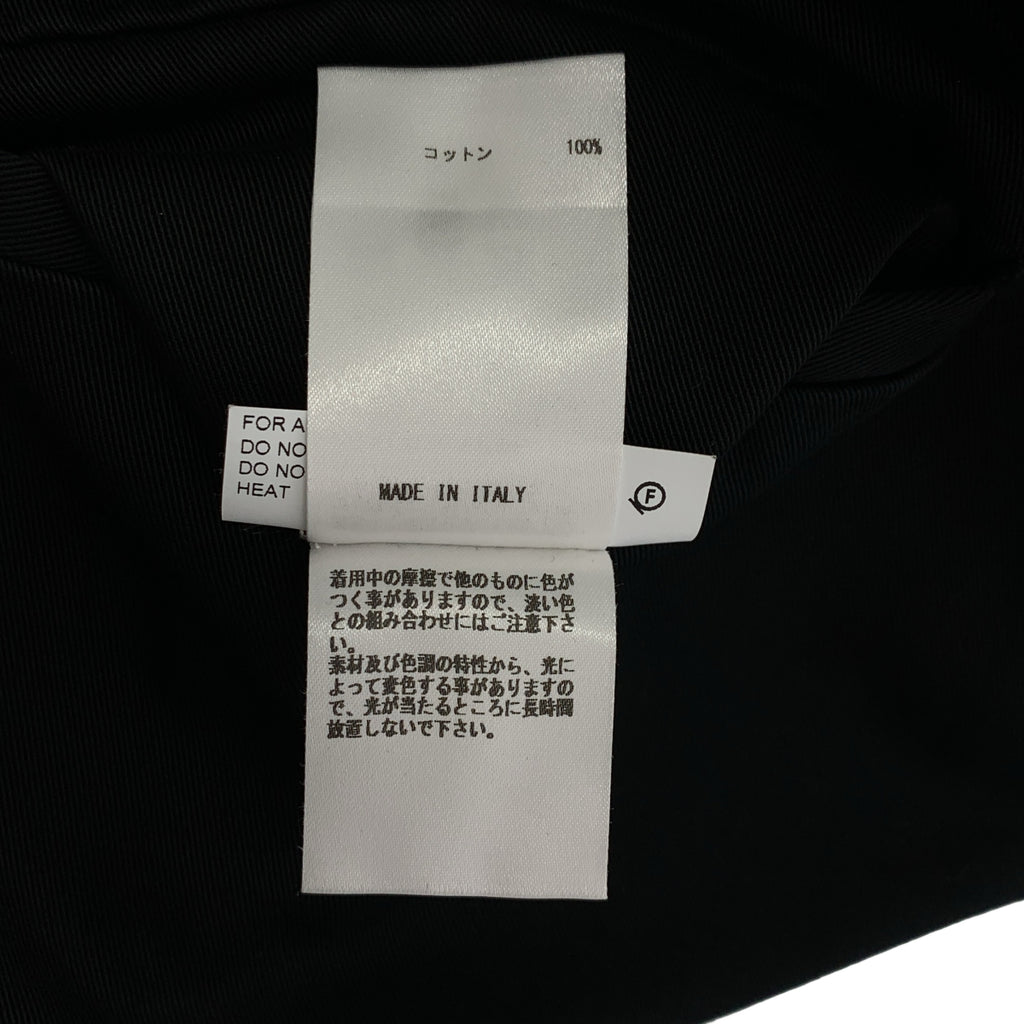 コットン 100%
FOR A
DO NO
DO NO
HEAT
MADE IN ITALY
F
着用中の摩擦で他のものに色が
つく事がありますので、淡い色
との組み合わせにはご注意下さ
い。
素材及び色調の特性から、光に
よって変色する事がありますの
で、光が当たるところに長時間
放置しないで下さい。